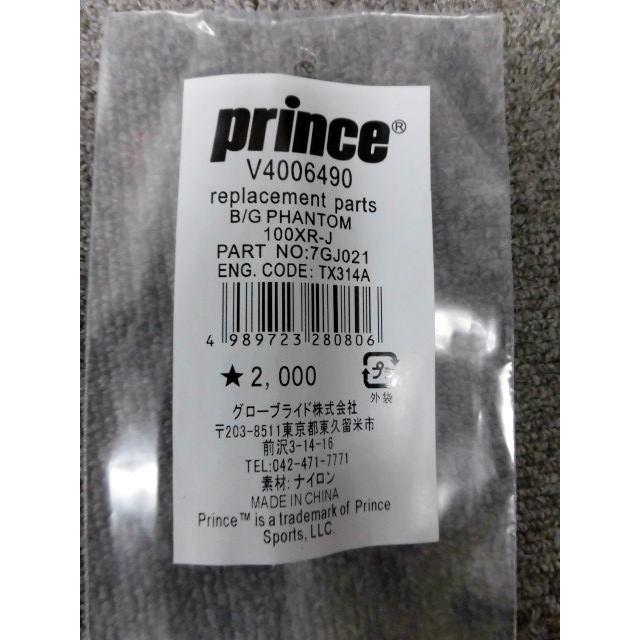 prince®
V4006490
replacement parts
B/G PHANTOM
100XR-J
PART NO:7GJ021
ENG. CODE: TX314A
4 989723 280806
★2,000
プラ
外袋
グローブライド株式会社
〒203-8511東京都東久留米市
前沢3-14-16
TEL:042-471-7771
素材: ナイロン
MADE IN CHINA
Prince™ is a trademark of Prince
Sports, LLC.